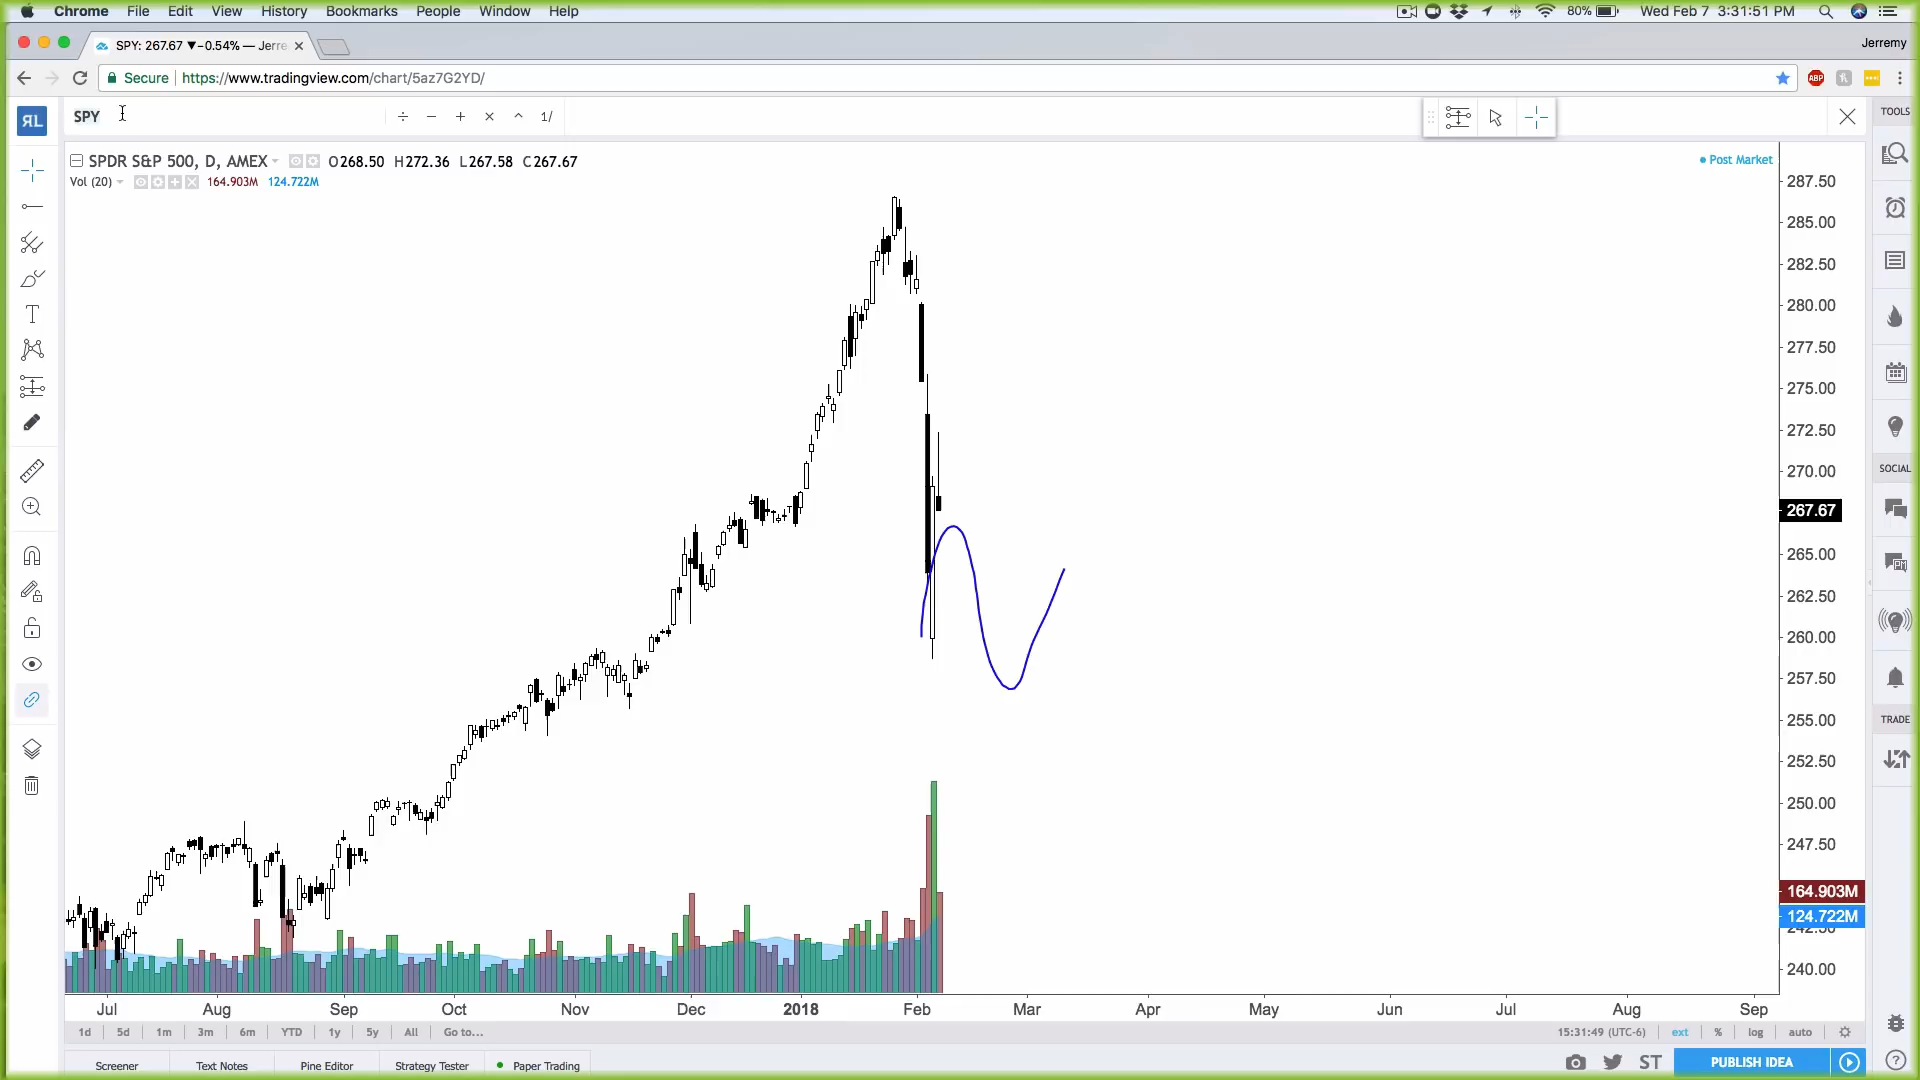 Chrome File Edit View History Bookmarks People Window Help 80% Wed Feb 7 3:31:51 PM
SPY: 267.67 ▼−0.54% — Jerre Jerremy
Secure https://www.tradingview.com/chart/5az7G2YD/ ABP
ЯL SPY ÷ − + × ^ 1/ TOOLS
SPDR S&P 500, D, AMEX O268.50 H272.36 L267.58 C267.67 Post Market
Vol (20) 164.903M 124.722M
287.50
285.00
282.50
280.00
277.50
275.00
272.50
270.00
SOCIAL
267.67
265.00
262.50
260.00
257.50
255.00
TRADE
252.50
250.00
247.50
164.903M
124.722M
242.50
240.00
Jul Aug Sep Oct Nov Dec 2018 Feb Mar Apr May Jun Jul Aug Sep
1d 5d 1m 3m 6m YTD 1y 5y All Go to... 15:31:49 (UTC-6) ext % log auto
Screener Text Notes Pine Editor Strategy Tester Paper Trading ST PUBLISH IDEA